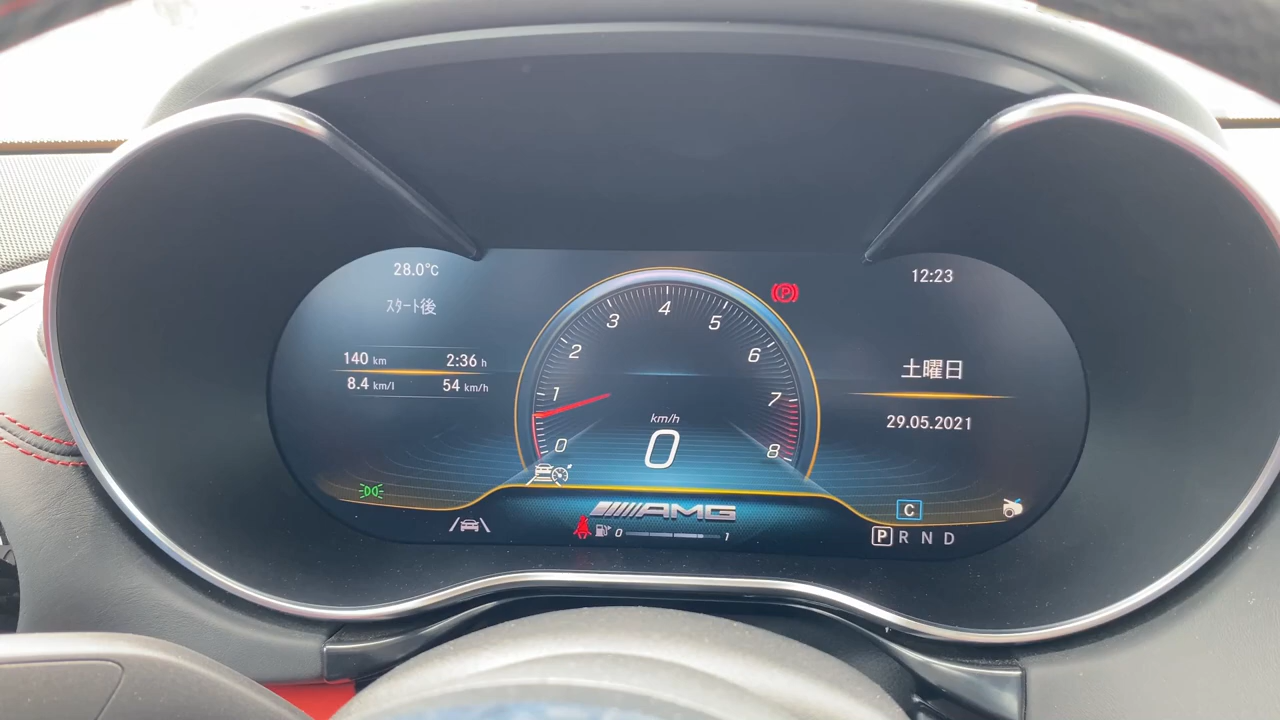 28.0°C
ｽﾀｰﾄ後
140 km 2:36 h
8.4 km/l 54 km/h
0 1 2 3 4 5 6 7 8
km/h
0
P
12:23
土曜日
29.05.2021
AMG
0 1
C
P R N D